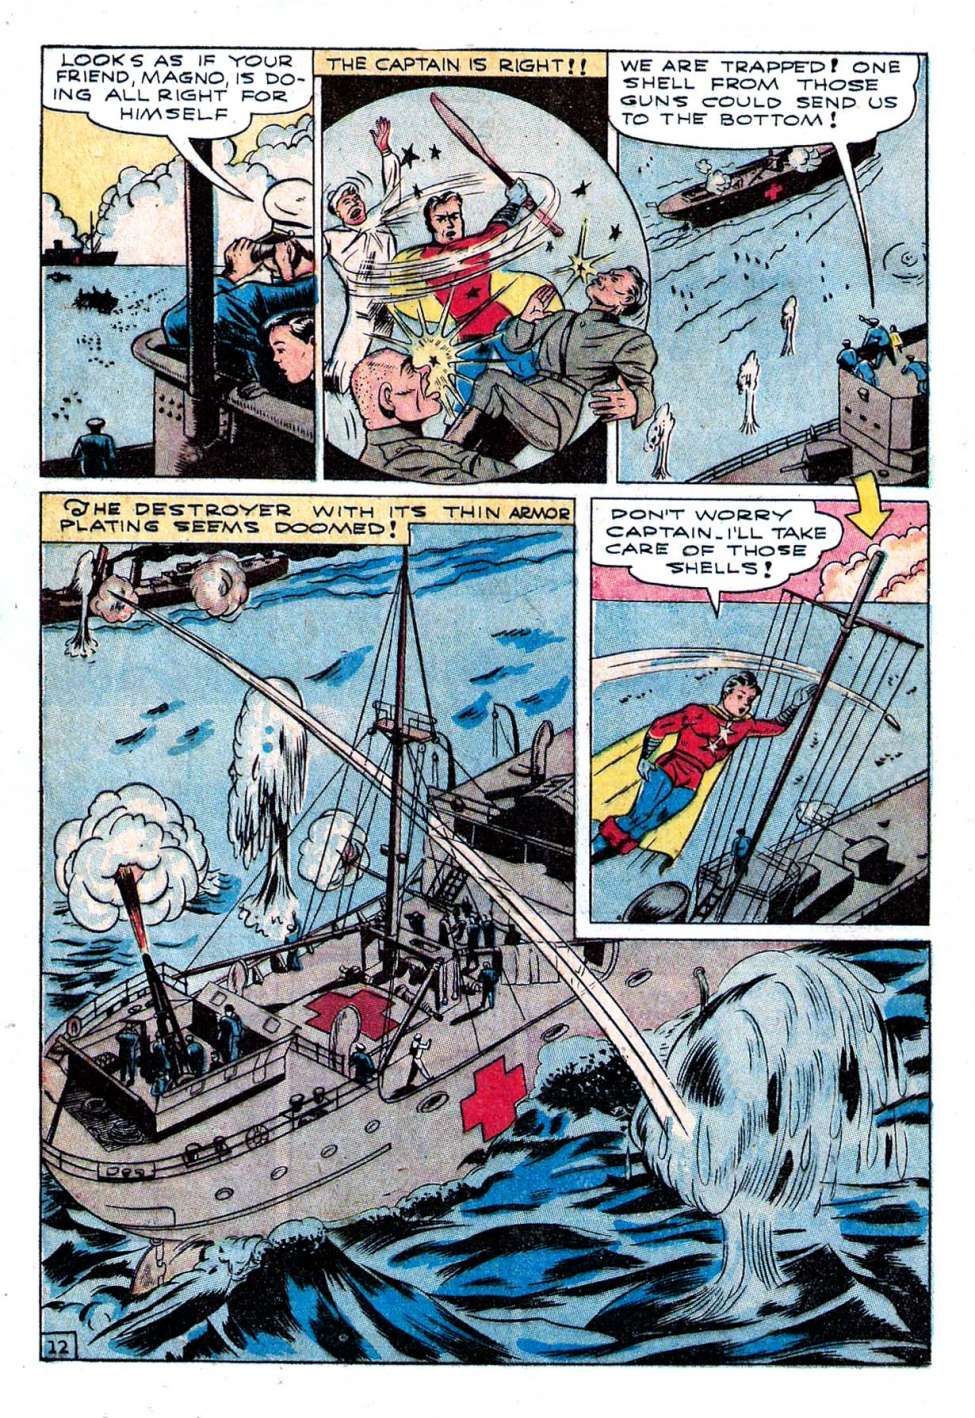 LOOKS AS IF YOUR
FRIEND, MAGNO, IS DO-
ING ALL RIGHT FOR
HIMSELF.
THE CAPTAIN IS RIGHT!!
WE ARE TRAPPED! ONE
SHELL FROM THOSE
GUNS COULD SEND US
TO THE BOTTOM!
THE DESTROYER WITH ITS THIN ARMOR
PLATING SEEMS DOOMED!
DON'T WORRY
CAPTAIN - I'LL TAKE
CARE OF THOSE
SHELLS!
12